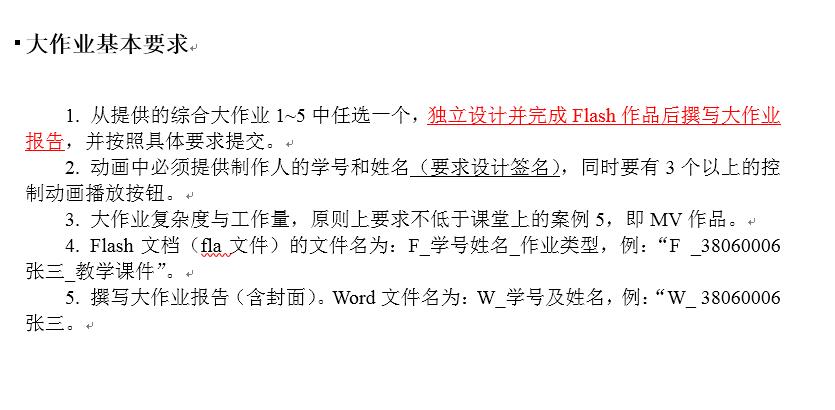 ▪大作业基本要求
1. 从提供的综合大作业 1~5 中任选一个，独立设计并完成 Flash 作品后撰写大作业
报告，并按照具体要求提交。
2. 动画中必须提供制作人的学号和姓名（要求设计签名），同时要有 3 个以上的控
制动画播放按钮。
3. 大作业复杂度与工作量，原则上要求不低于课堂上的案例 5，即 MV 作品。
4. Flash 文档（fla 文件）的文件名为：F_学号姓名_作业类型，例：“F _38060006
张三_教学课件”。
5. 撰写大作业报告（含封面）。Word 文件名为：W_学号及姓名，例：“W_ 38060006
张三。